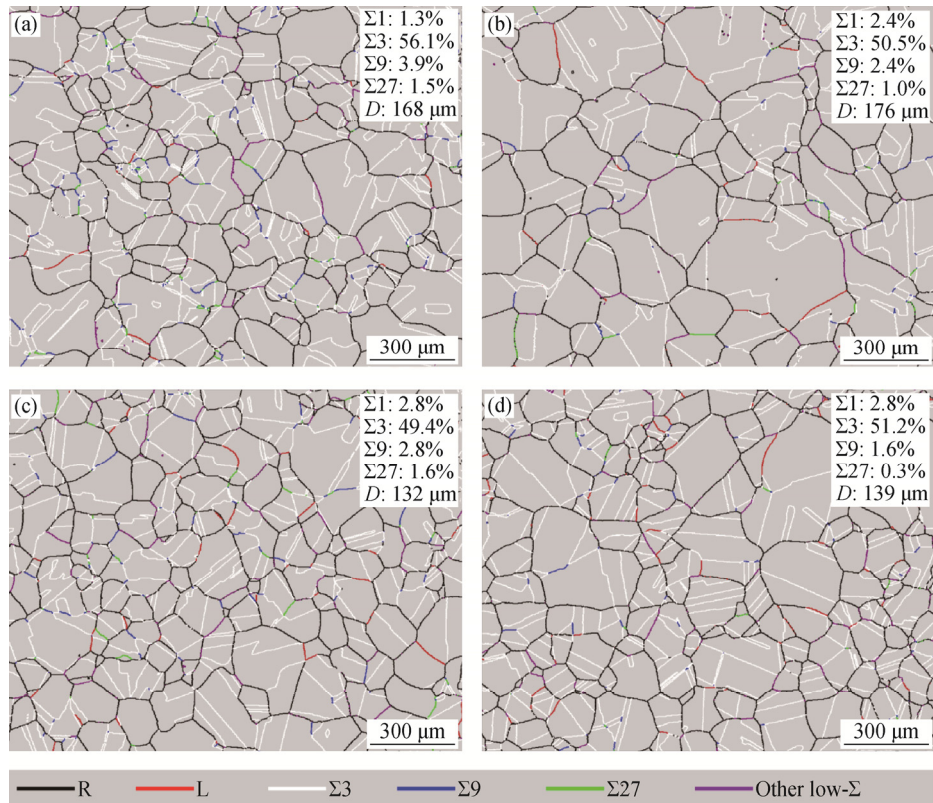 (a)
Σ1: 1.3%
Σ3: 56.1%
Σ9: 3.9%
Σ27: 1.5%
D: 168 μm
300 μm
(b)
Σ1: 2.4%
Σ3: 50.5%
Σ9: 2.4%
Σ27: 1.0%
D: 176 μm
300 μm
(c)
Σ1: 2.8%
Σ3: 49.4%
Σ9: 2.8%
Σ27: 1.6%
D: 132 μm
300 μm
(d)
Σ1: 2.8%
Σ3: 51.2%
Σ9: 1.6%
Σ27: 0.3%
D: 139 μm
300 μm
R L Σ3 Σ9 Σ27 Other low-Σ